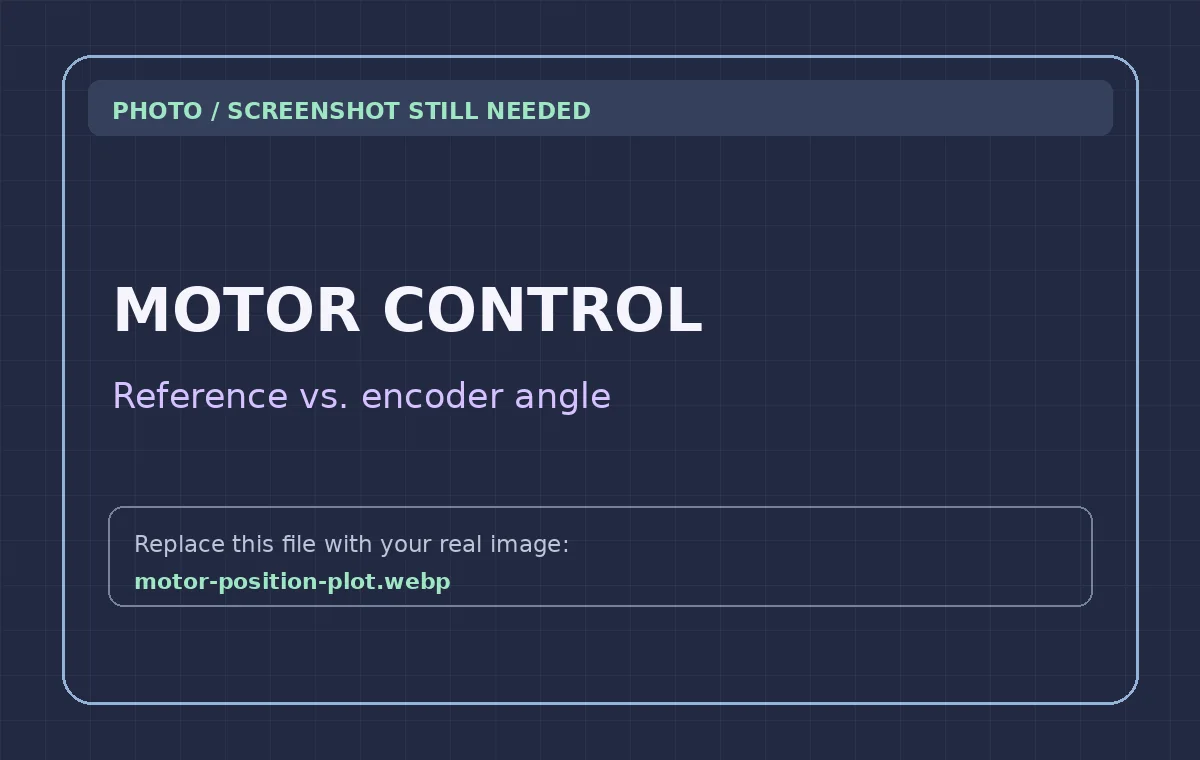 PHOTO / SCREENSHOT STILL NEEDED
MOTOR CONTROL
Reference vs. encoder angle
Replace this file with your real image:
motor-position-plot.webp